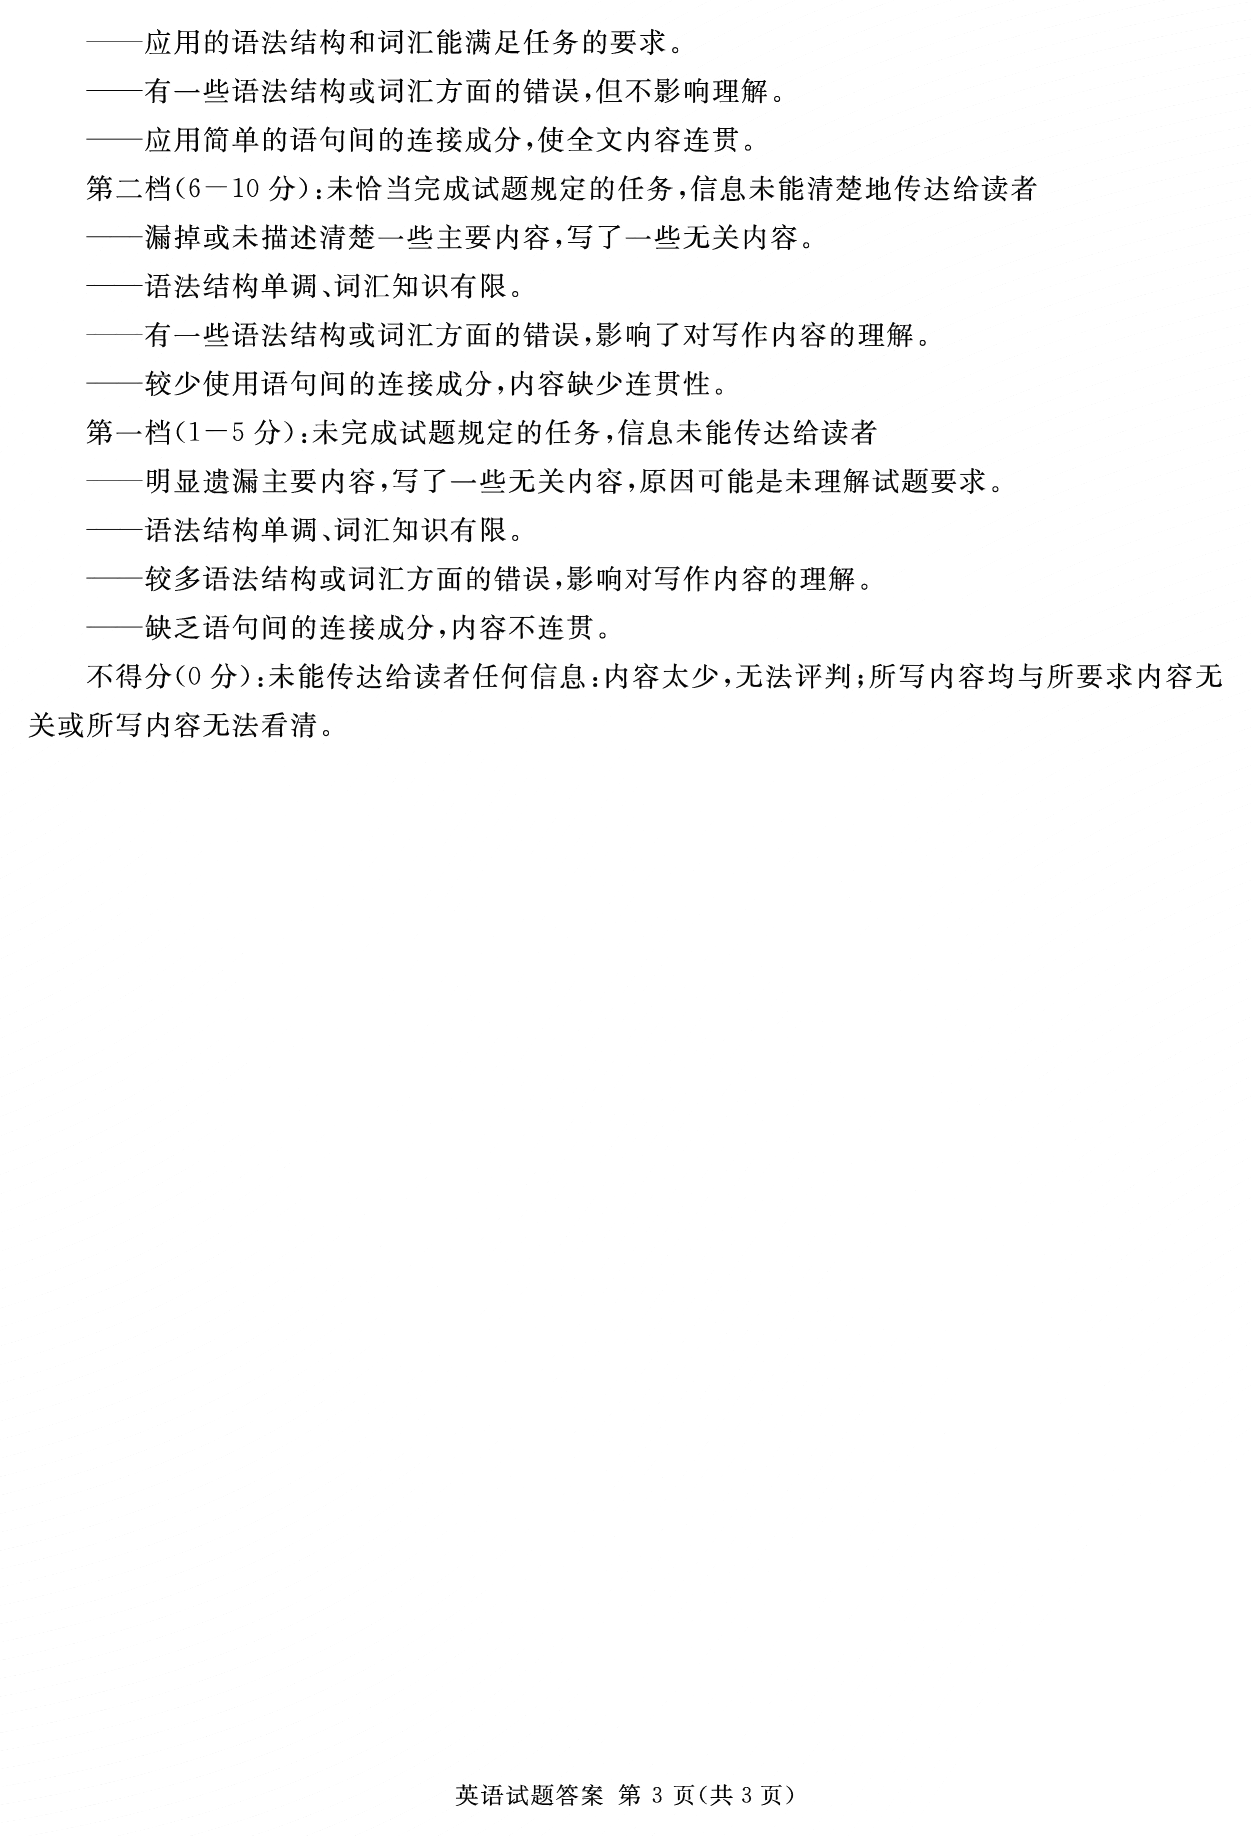 ——应用的语法结构和词汇能满足任务的要求。
——有一些语法结构或词汇方面的错误,但不影响理解。
——应用简单的语句间的连接成分,使全文内容连贯。
第二档(6—10 分):未恰当完成试题规定的任务,信息未能清楚地传达给读者
——漏掉或未描述清楚一些主要内容,写了一些无关内容。
——语法结构单调、词汇知识有限。
——有一些语法结构或词汇方面的错误,影响了对写作内容的理解。
——较少使用语句间的连接成分,内容缺少连贯性。
第一档(1—5 分):未完成试题规定的任务,信息未能传达给读者
——明显遗漏主要内容,写了一些无关内容,原因可能是未理解试题要求。
——语法结构单调、词汇知识有限。
——较多语法结构或词汇方面的错误,影响对写作内容的理解。
——缺乏语句间的连接成分,内容不连贯。
不得分(0 分):未能传达给读者任何信息:内容太少,无法评判;所写内容均与所要求内容无
关或所写内容无法看清。
英语试题答案 第 3 页(共 3 页)